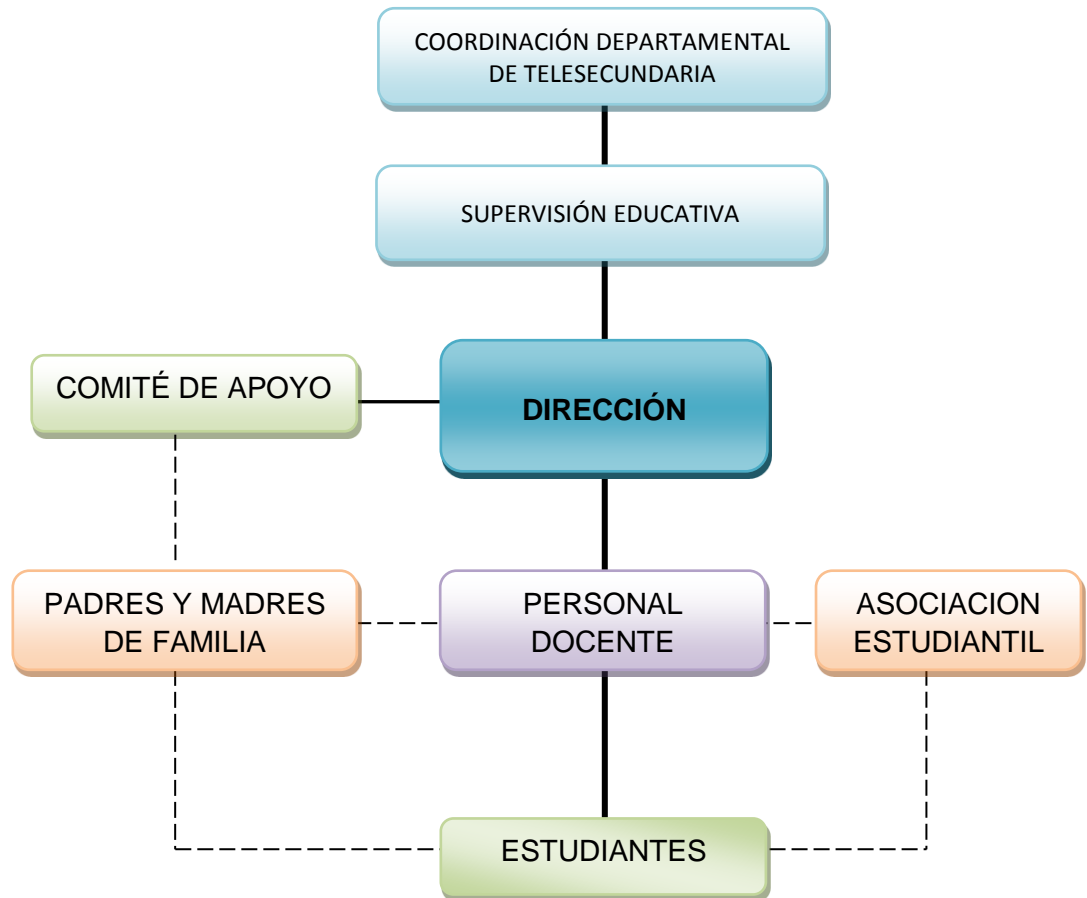 COORDINACIÓN DEPARTAMENTAL
DE TELESECUNDARIA
SUPERVISIÓN EDUCATIVA
COMITÉ DE APOYO
DIRECCIÓN
PADRES Y MADRES
DE FAMILIA
PERSONAL
DOCENTE
ASOCIACION
ESTUDIANTIL
ESTUDIANTES